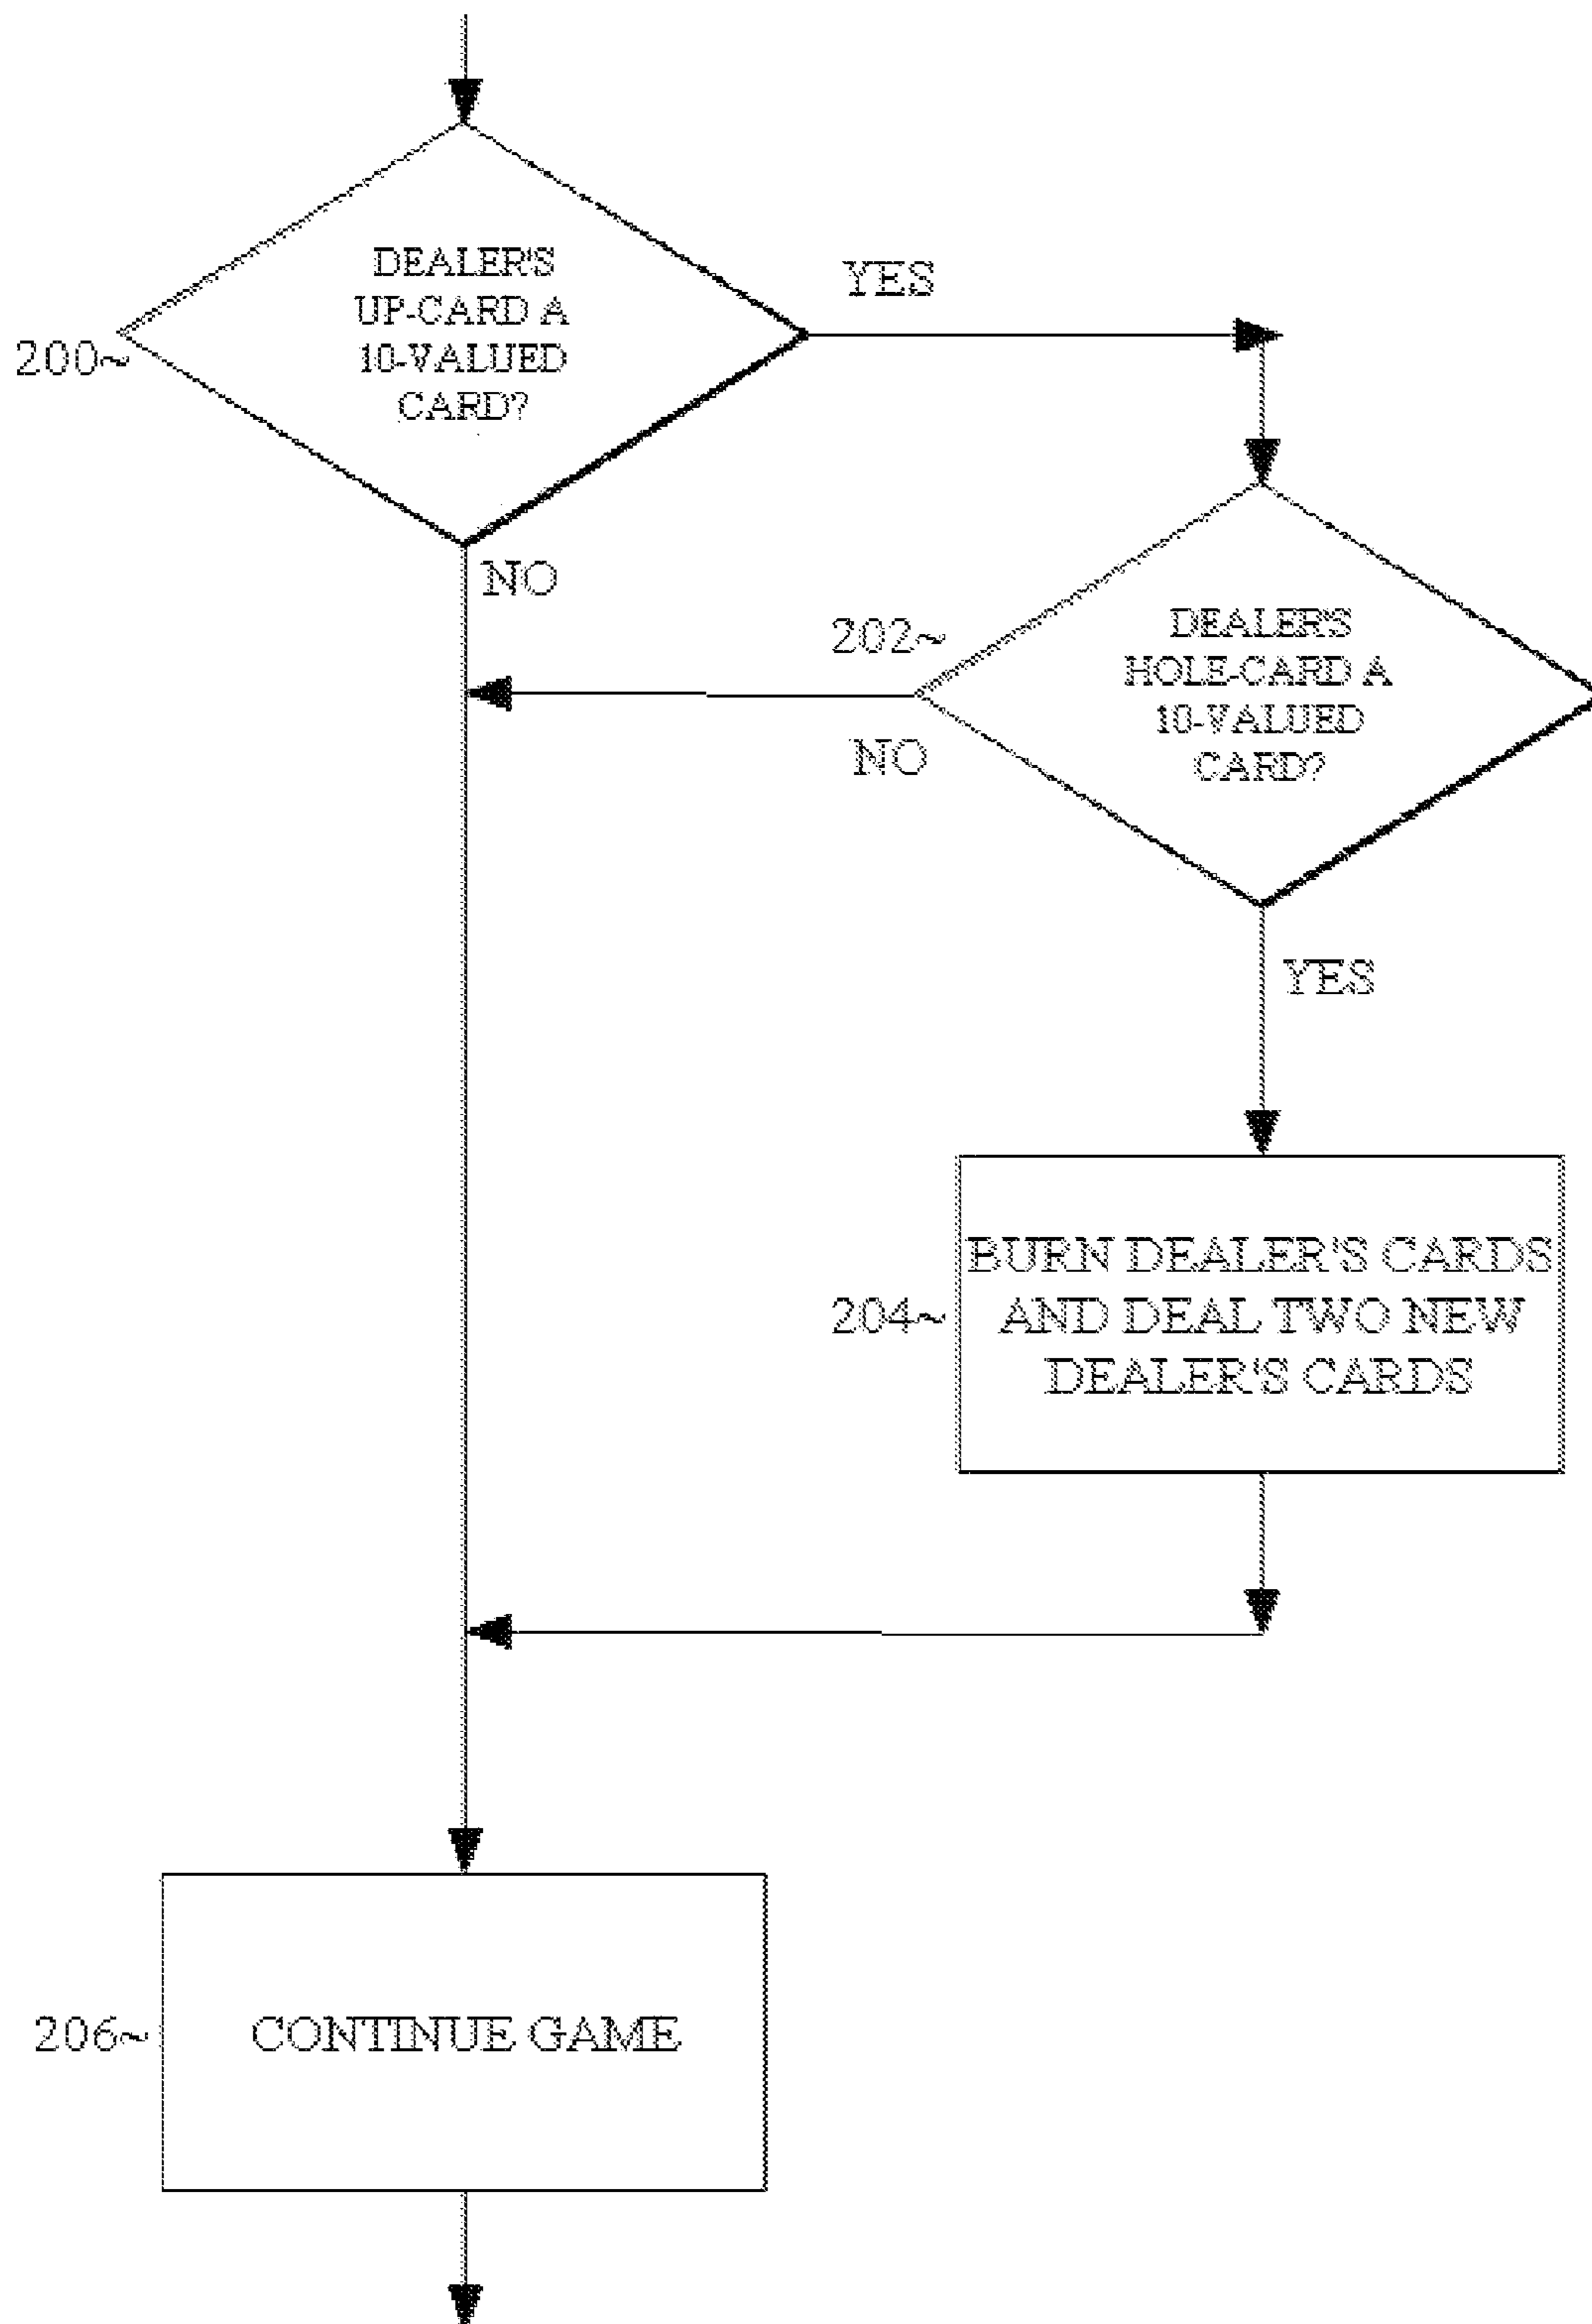 DEALER'S
UP-CARD A
10-VALUED
CARD?
YES
200~
NO
202~
DEALER'S
HOLE-CARD A
10-VALUED
CARD?
NO
YES
BURN DEALER'S CARDS
204~
AND DEAL TWO NEW
DEALER'S CARDS
206~
CONTINUE GAME